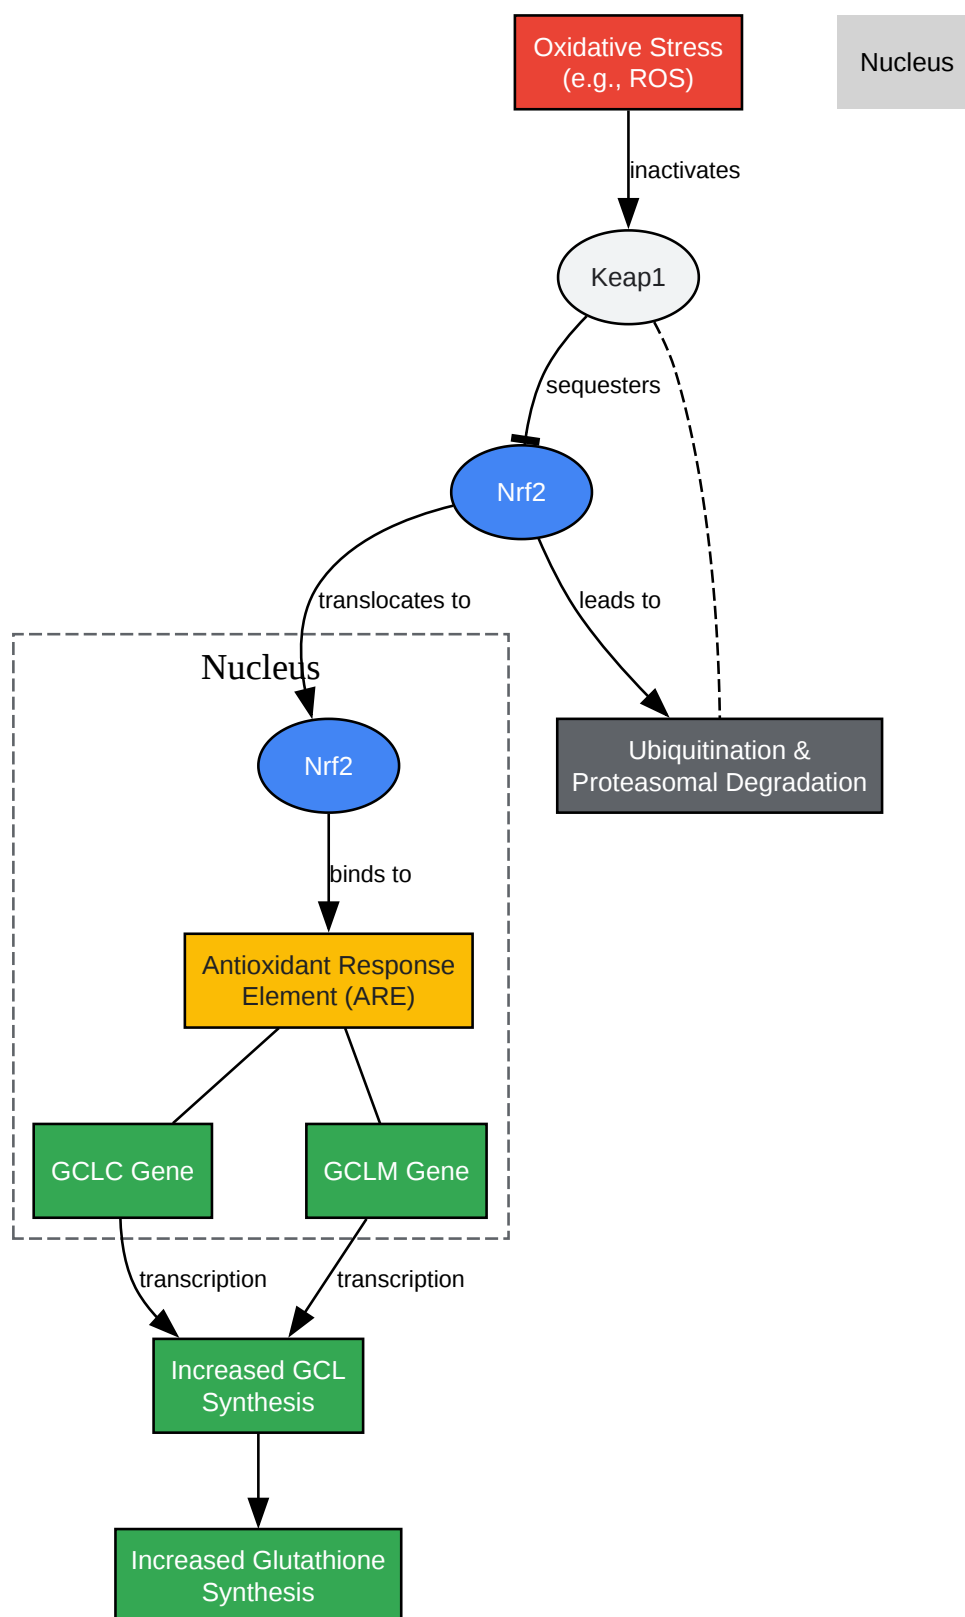 Oxidative Stress
(e.g., ROS)
Nucleus
inactivates
Keap1
sequesters
Nrf2
translocates to
leads to
Nucleus
Ubiquitination &
Proteasomal Degradation
Nrf2
binds to
Antioxidant Response
Element (ARE)
GCLC Gene
GCLM Gene
transcription
transcription
Increased GCL
Synthesis
Increased Glutathione
Synthesis